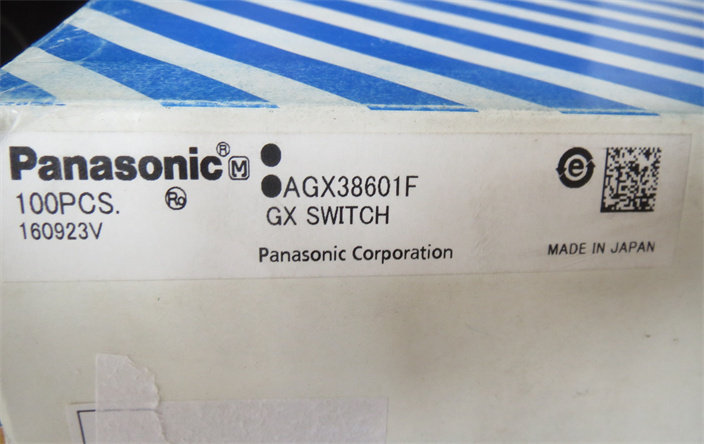 Panasonic® M
100PCS.
160923V
●
●AGX38601F
GX SWITCH
Panasonic Corporation
e
MADE IN JAPAN